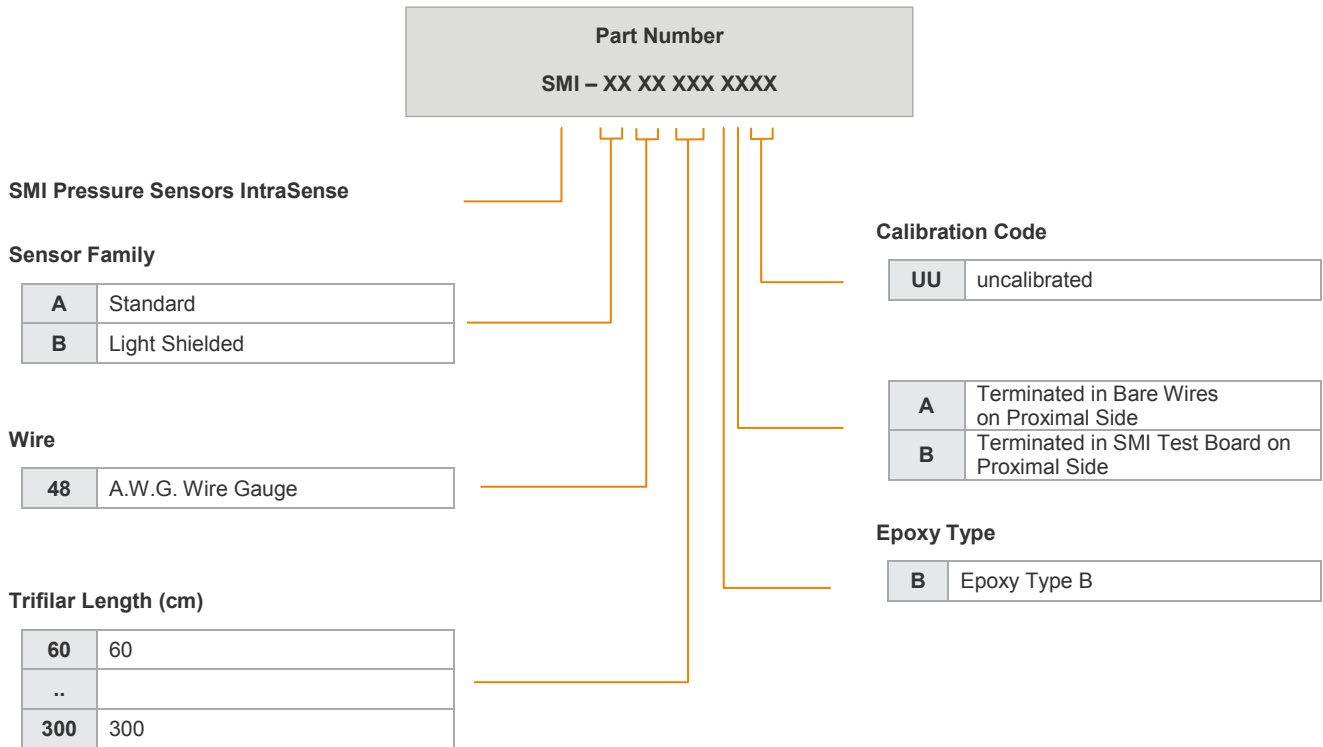 Part Number
SMI – XX XX XXX XXXX
SMI Pressure Sensors IntraSense
Sensor Family
A Standard
B Light Shielded
Wire
48 A.W.G. Wire Gauge
Trifilar Length (cm)
60 60
..
300 300
Calibration Code
UU uncalibrated
A Terminated in Bare Wires
on Proximal Side
B Terminated in SMI Test Board on
Proximal Side
Epoxy Type
B Epoxy Type B